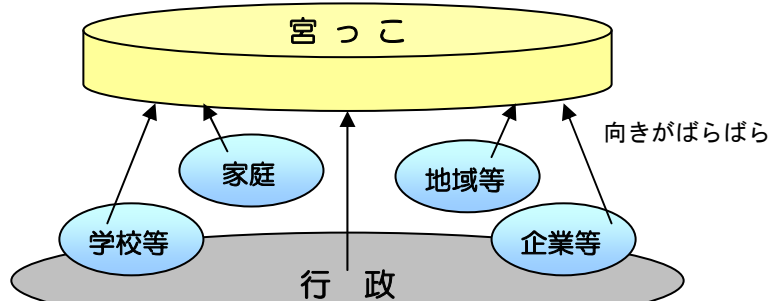 宮っこ
向きがばらばら
家庭
地域等
学校等
企業等
行政